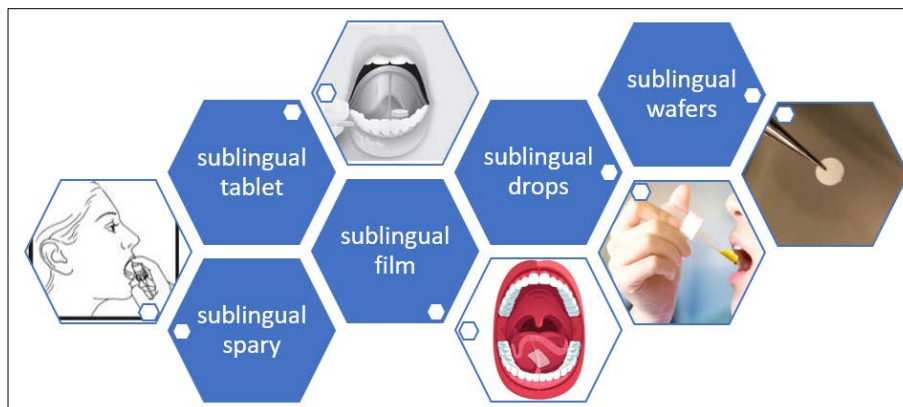 sublingual
tablet
sublingual
spary
sublingual
film
sublingual
drops
sublingual
wafers